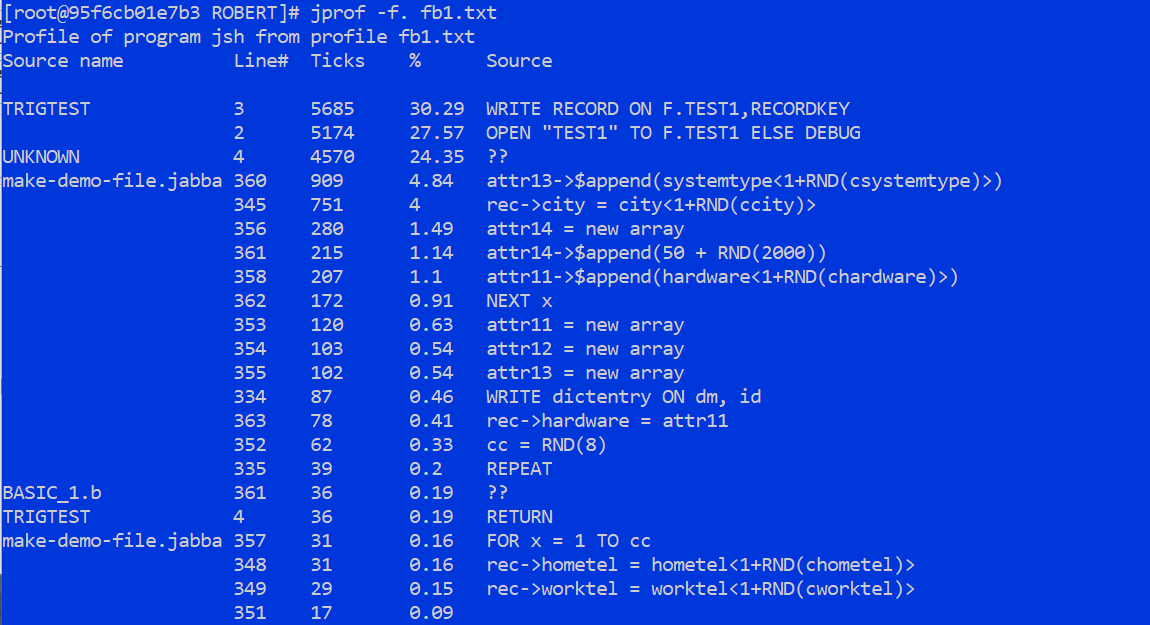 [root@95f6cb01e7b3 ROBERT]# jprof -f. fb1.txt
Profile of program jsh from profile fb1.txt
Source name Line# Ticks % Source
TRIGTEST 3 5685 30.29 WRITE RECORD ON F.TEST1,RECORDKEY
2 5174 27.57 OPEN "TEST1" TO F.TEST1 ELSE DEBUG
UNKNOWN 4 4570 24.35 ??
make-demo-file.jabba 360 909 4.84 attr13->$append(systemtype<1+RND(csystemtype)>)
345 751 4 rec->city = city<1+RND(ccity)>
356 280 1.49 attr14 = new array
361 215 1.14 attr14->$append(50 + RND(2000))
358 207 1.1 attr11->$append(hardware<1+RND(chardware)>)
362 172 0.91 NEXT x
353 120 0.63 attr11 = new array
354 103 0.54 attr12 = new array
355 102 0.54 attr13 = new array
334 87 0.46 WRITE dictentry ON dm, id
363 78 0.41 rec->hardware = attr11
352 62 0.33 cc = RND(8)
335 39 0.2 REPEAT
BASIC_1.b 361 36 0.19 ??
TRIGTEST 4 36 0.19 RETURN
make-demo-file.jabba 357 31 0.16 FOR x = 1 TO cc
348 31 0.16 rec->hometel = hometel<1+RND(chometel)>
349 29 0.15 rec->worktel = worktel<1+RND(cworktel)>
351 17 0.09